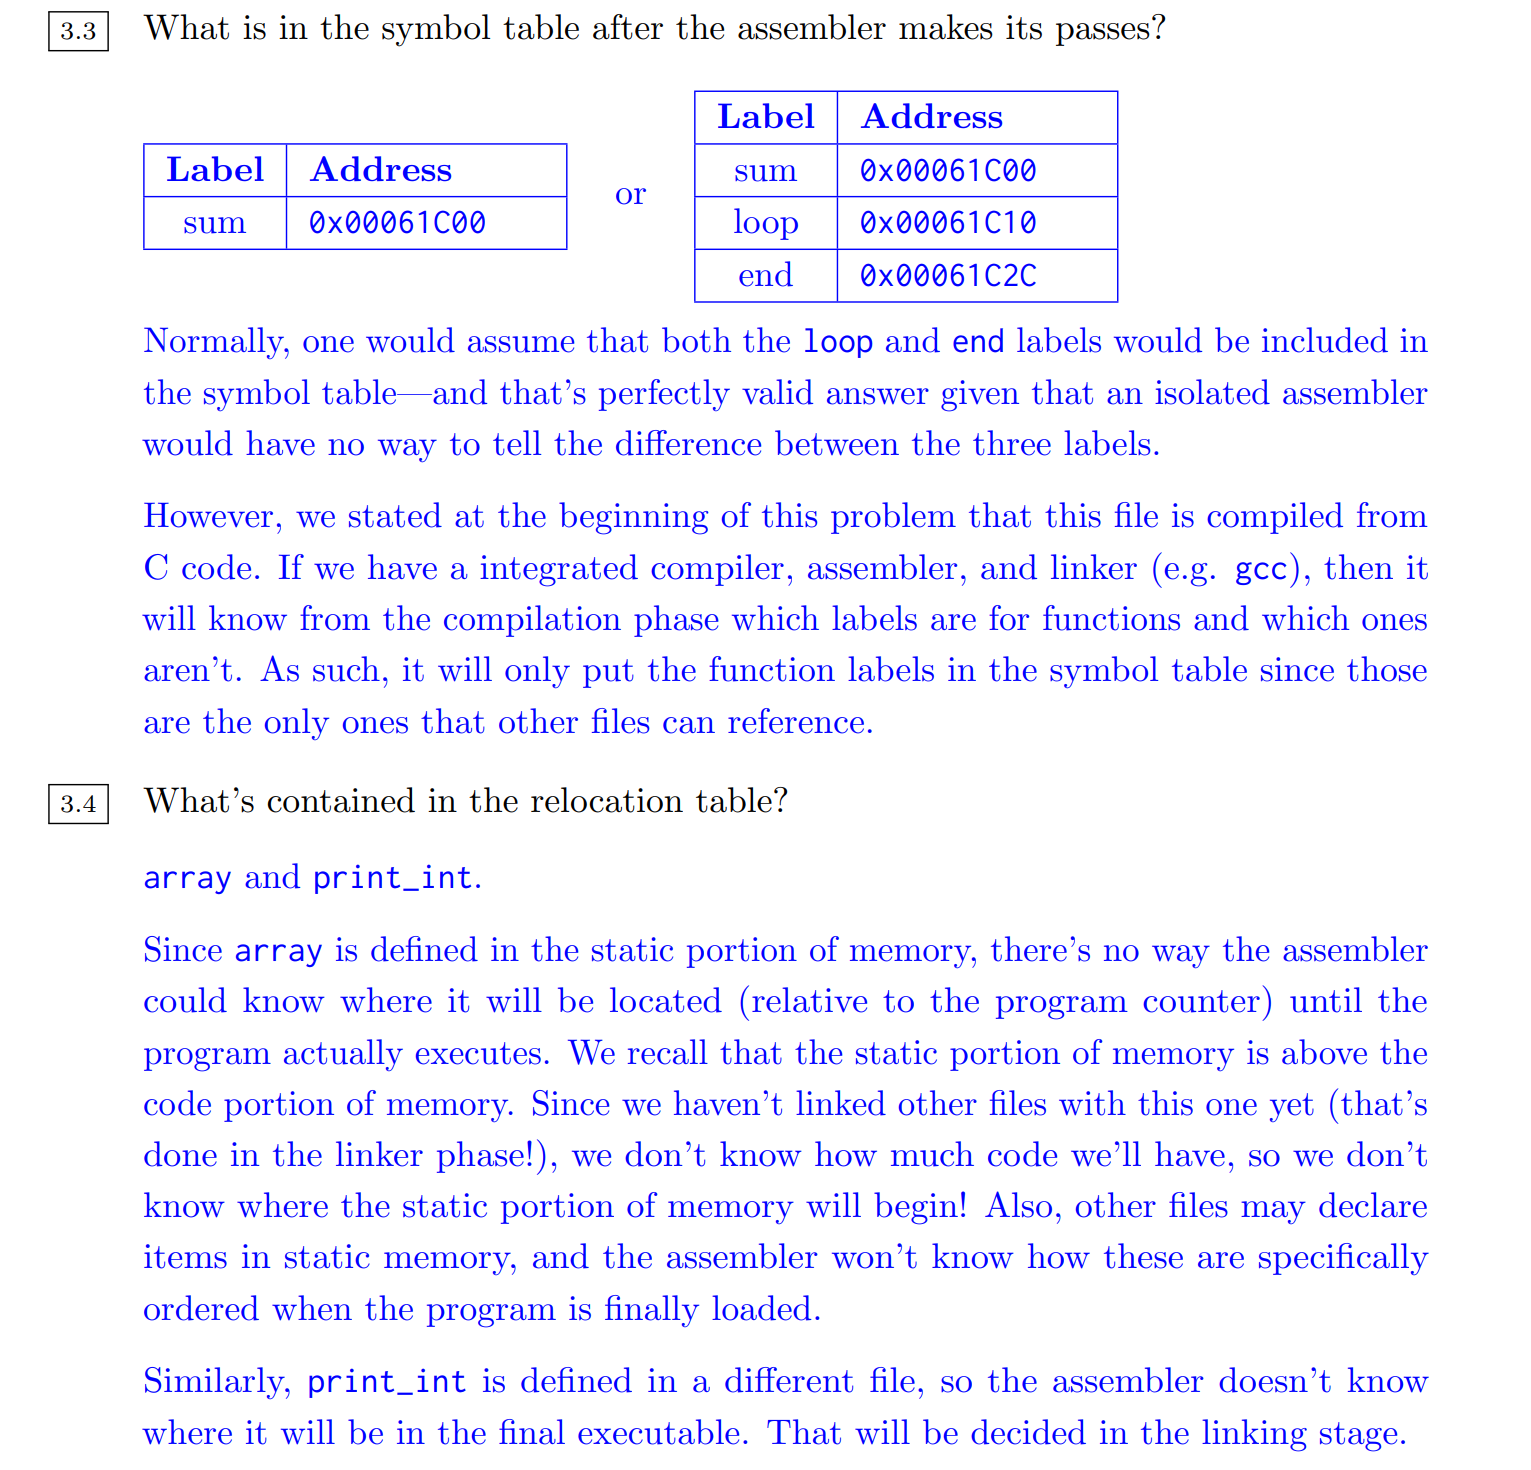 3.3 What is in the symbol table after the assembler makes its passes?
Label Address
sum 0x00061C00
or
Label Address
sum 0x00061C00
loop 0x00061C10
end 0x00061C2C
Normally, one would assume that both the loop and end labels would be included in
the symbol table—and that's perfectly valid answer given that an isolated assembler
would have no way to tell the difference between the three labels.
However, we stated at the beginning of this problem that this file is compiled from
C code. If we have a integrated compiler, assembler, and linker (e.g. gcc), then it
will know from the compilation phase which labels are for functions and which ones
aren't. As such, it will only put the function labels in the symbol table since those
are the only ones that other files can reference.
3.4 What's contained in the relocation table?
array and print_int.
Since array is defined in the static portion of memory, there's no way the assembler
could know where it will be located (relative to the program counter) until the
program actually executes. We recall that the static portion of memory is above the
code portion of memory. Since we haven't linked other files with this one yet (that's
done in the linker phase!), we don't know how much code we'll have, so we don't
know where the static portion of memory will begin! Also, other files may declare
items in static memory, and the assembler won't know how these are specifically
ordered when the program is finally loaded.
Similarly, print_int is defined in a different file, so the assembler doesn't know
where it will be in the final executable. That will be decided in the linking stage.